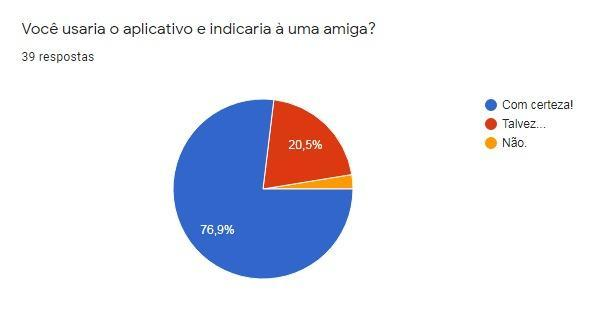 Você usaria o aplicativo e indicaria à uma amiga?
39 respostas
Com certeza!
Talvez...
Não.
20,5%
76,9%